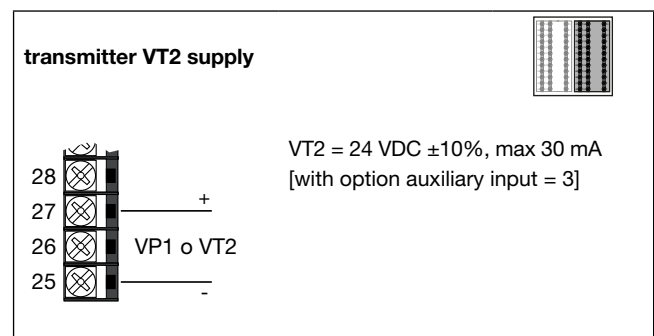 transmitter VT2 supply
VT2 = 24 VDC ±10%, max 30 mA
[with option auxiliary input = 3]
28
27 +
26 VP1 o VT2
25 -